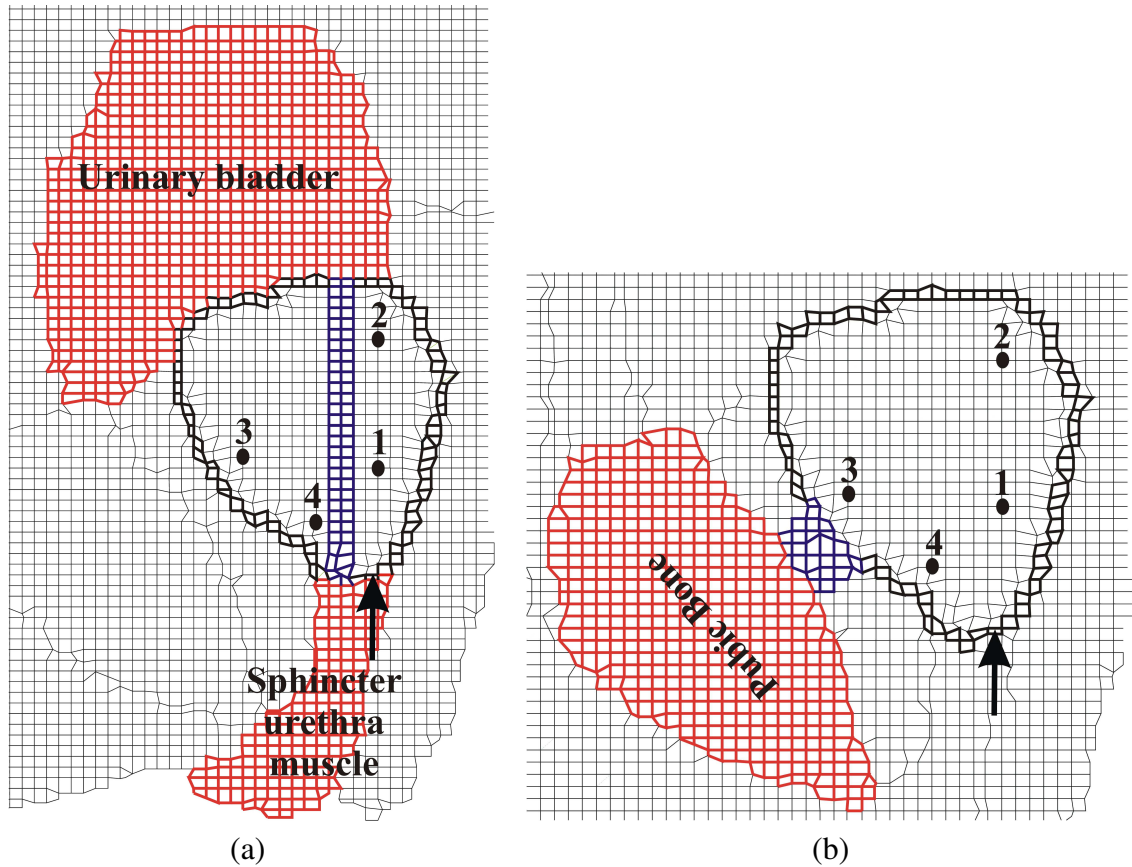 Urinary bladder
2
3
1
4
Sphincter
urethra
muscle
(a)
2
3
1
4
Pubic Bone
(b)